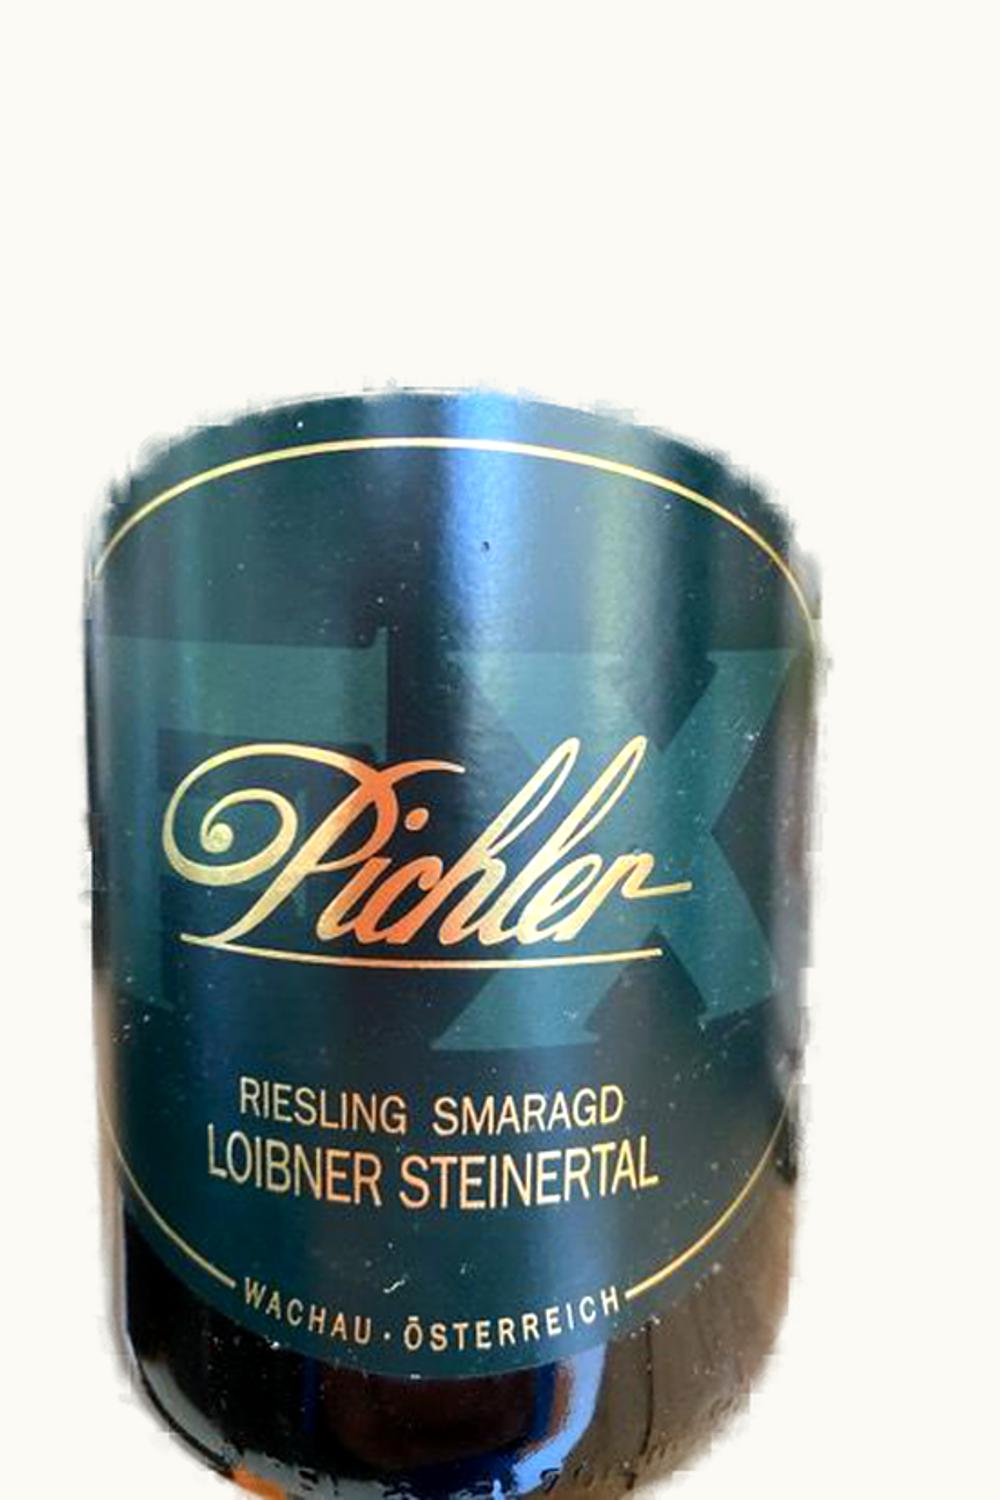 FX
Pichler
RIESLING SMARAGD
LOIBNER STEINERTAL
WACHAU · ÖSTERREICH